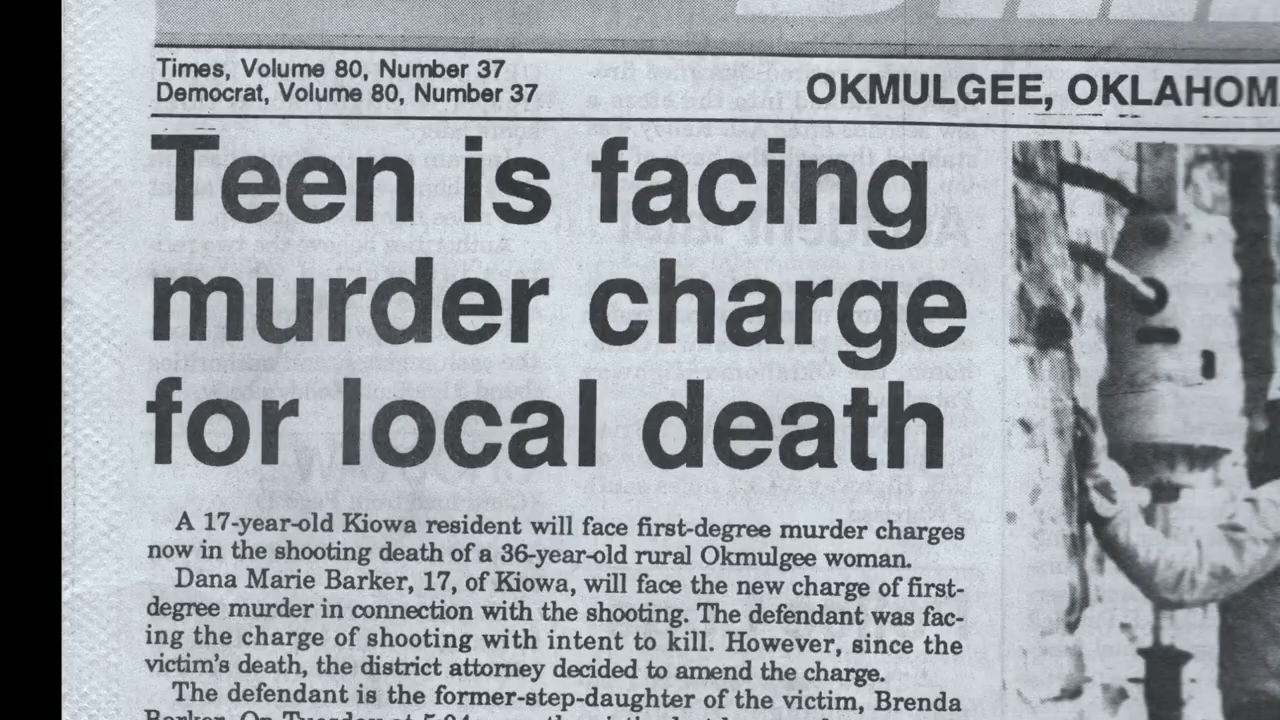 Times, Volume 80, Number 37
Democrat, Volume 80, Number 37
OKMULGEE, OKLAHOM
Teen is facing
murder charge
for local death
A 17-year-old Kiowa resident will face first-degree murder charges
now in the shooting death of a 36-year-old rural Okmulgee woman.
Dana Marie Barker, 17, of Kiowa, will face the new charge of first-
degree murder in connection with the shooting. The defendant was fac-
ing the charge of shooting with intent to kill. However, since the
victim's death, the district attorney decided to amend the charge.
The defendant is the former-step-daughter of the victim, Brenda
Barker. On Tuesday at